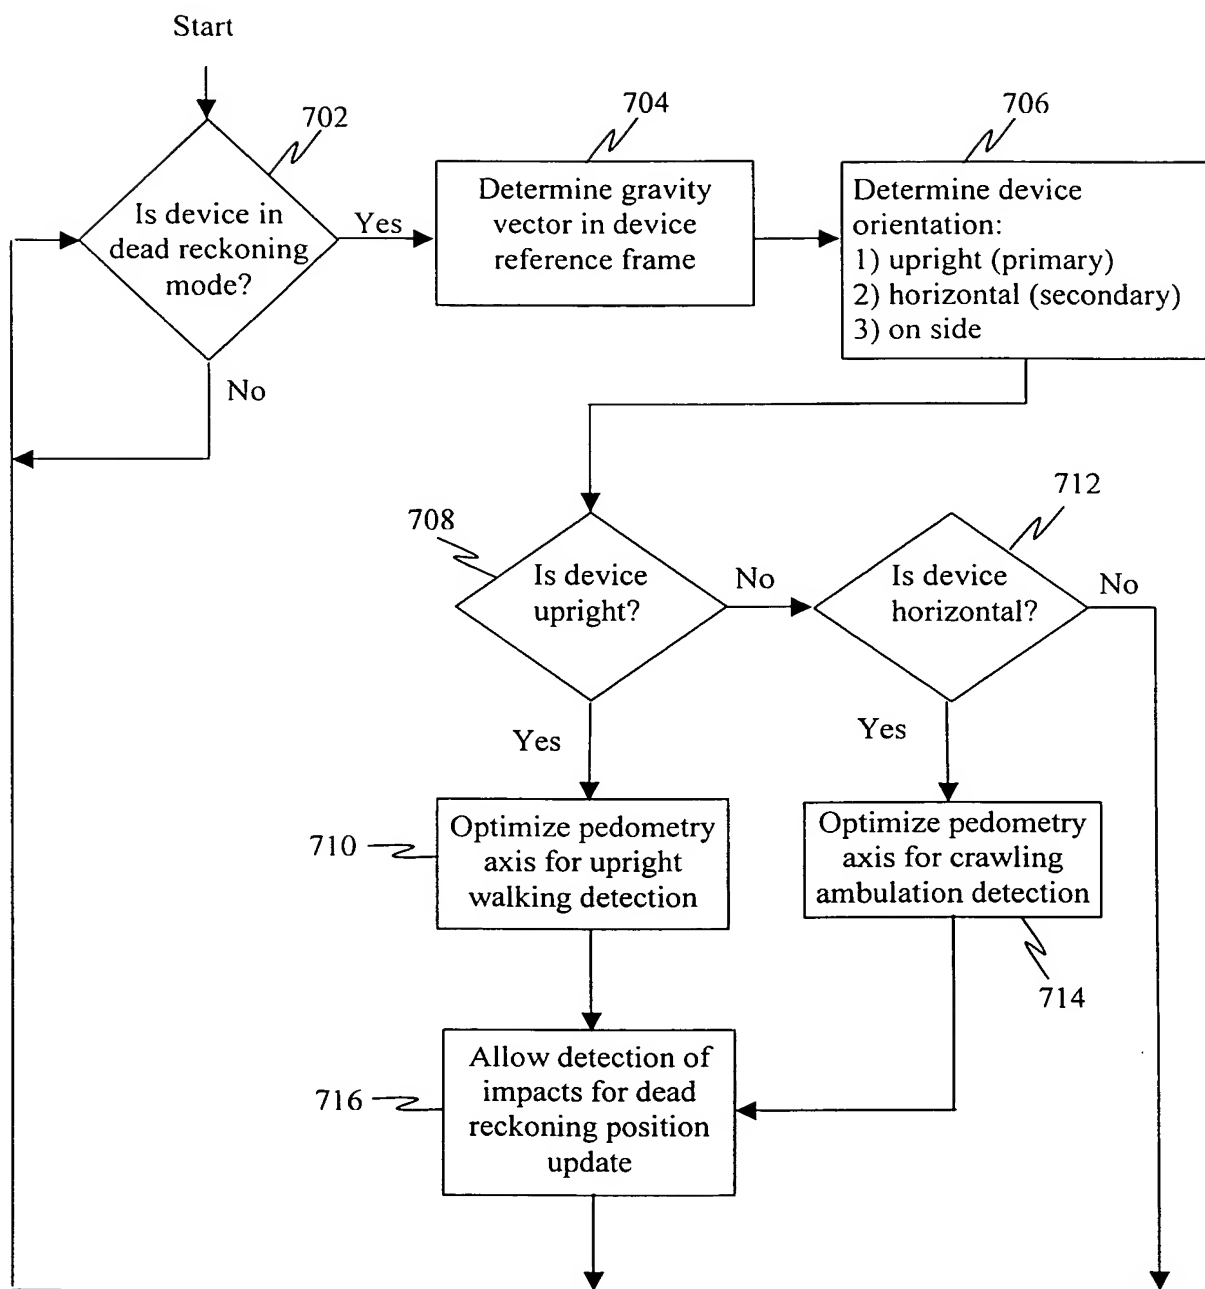 Start
702
Is device in
dead reckoning
mode?
Yes
No
704
Determine gravity
vector in device
reference frame
706
Determine device
orientation:
1) upright (primary)
2) horizontal (secondary)
3) on side
708
Is device
upright?
No
Yes
712
Is device
horizontal?
No
Yes
710
Optimize pedometry
axis for upright
walking detection
Optimize pedometry
axis for crawling
ambulation detection
714
716
Allow detection of
impacts for dead
reckoning position
update